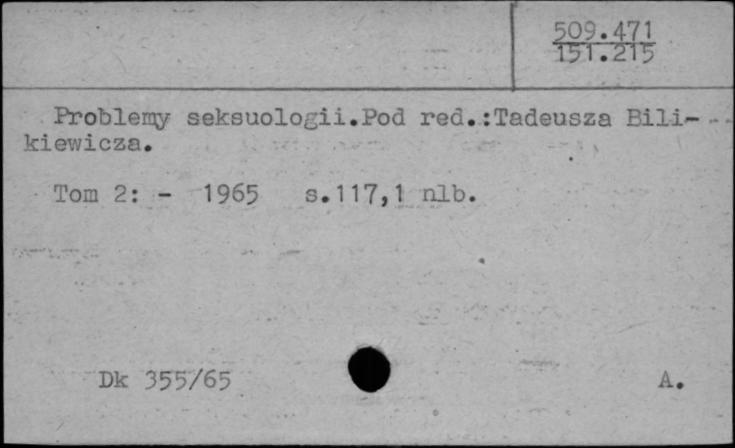 509.471
151.215
Problemy seksuologii.Pod red.:Tadeusza Bili-
kiewicza.
Tom 2: - 1965 s.117,1 nlb.
Dk 355/65 A.